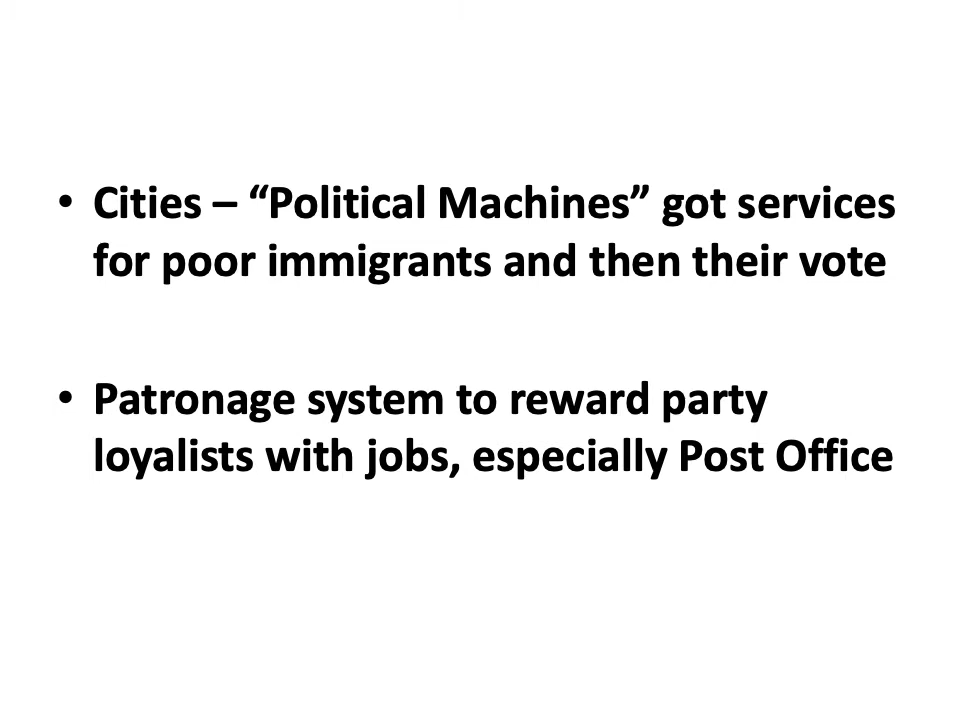 • Cities – “Political Machines” got services
for poor immigrants and then their vote
• Patronage system to reward party
loyalists with jobs, especially Post Office